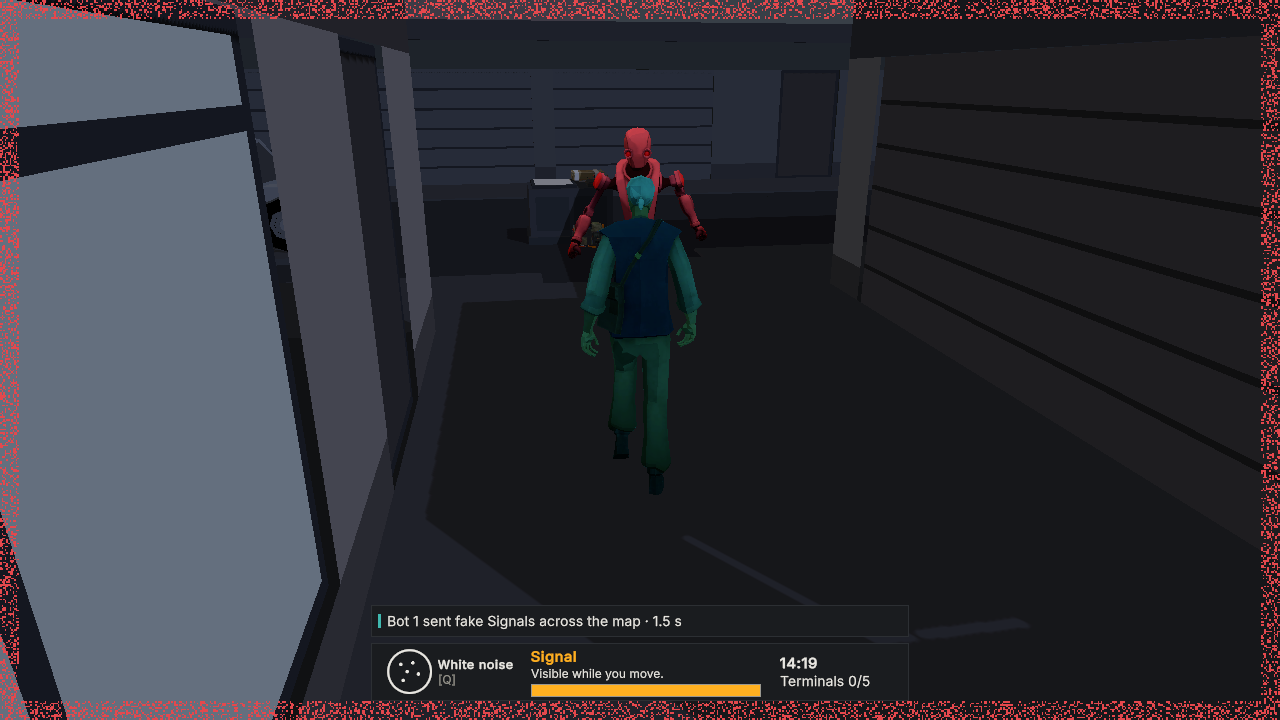 Bot 1 sent fake Signals across the map · 1.5 s
White noise
[Q]
Signal
Visible while you move.
14:19
Terminals 0/5